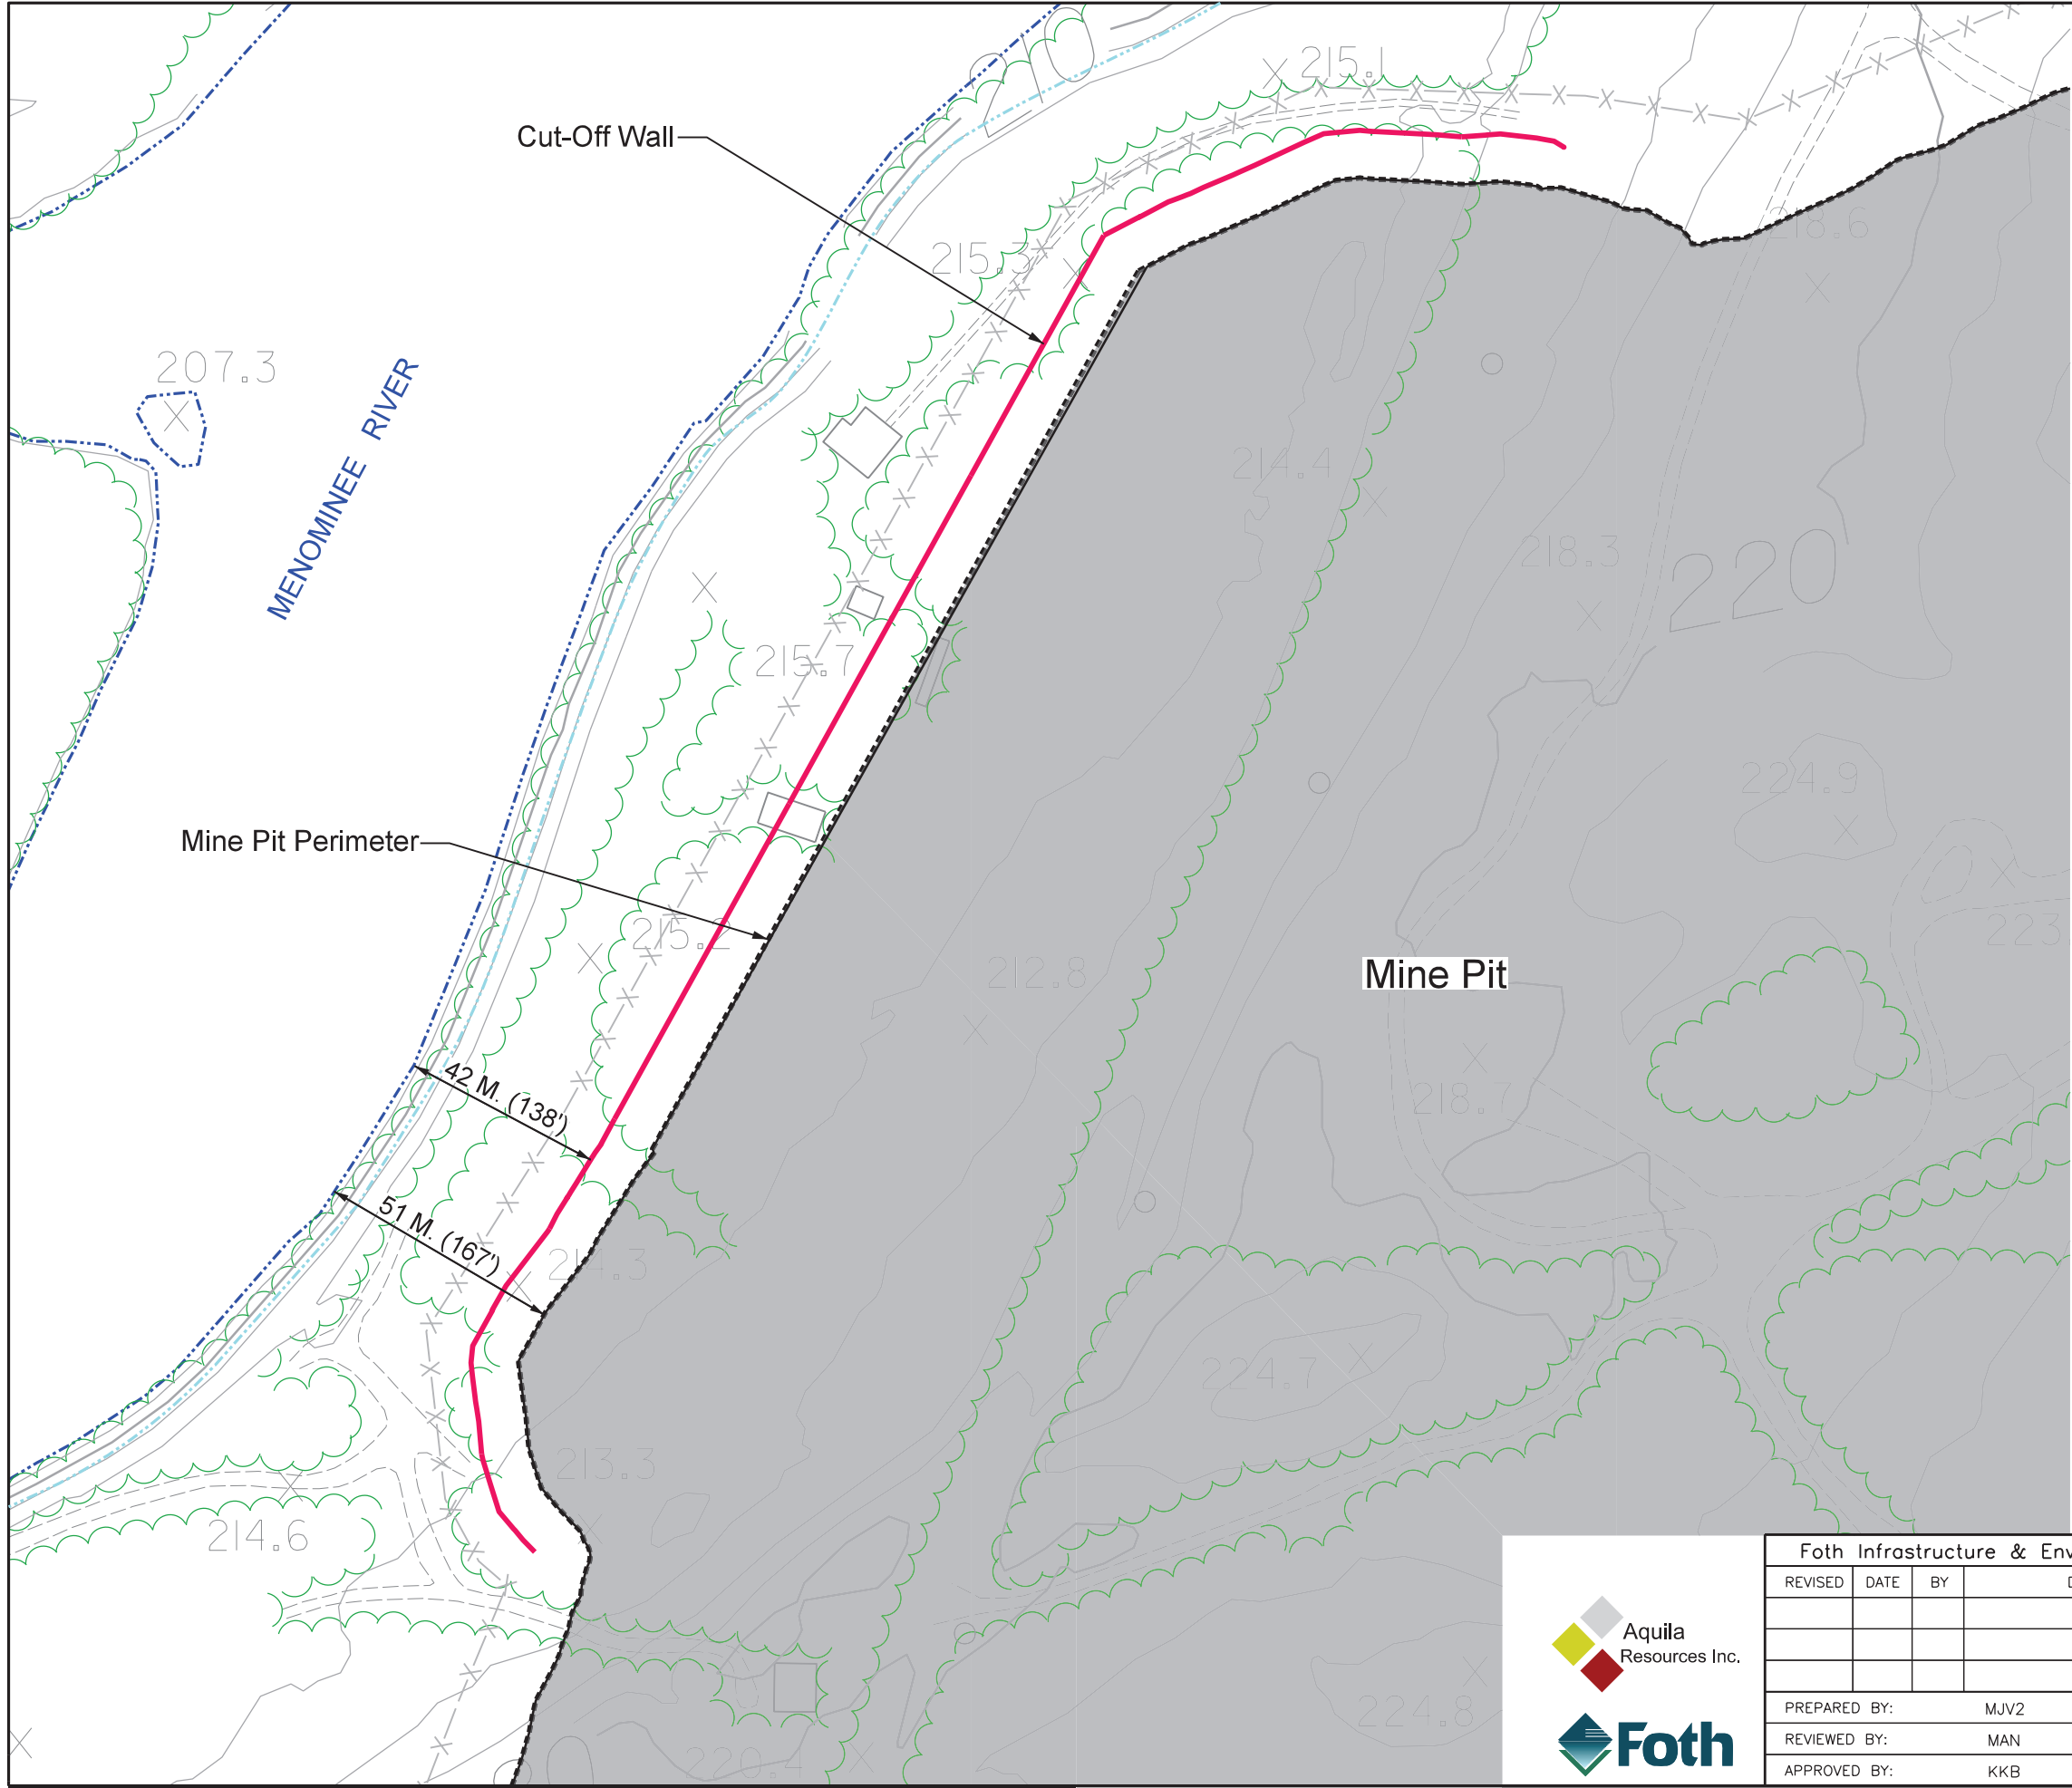 215.1
Cut-Off Wall
218.6
215.3
207.3
MENOMINEE RIVER
214.4
218.3
220
215.7
224.9
Mine Pit Perimeter
215.2
223
212.8
Mine Pit
42 M. (138')
218.7
51 M. (167')
214.3
224.7
213.3
214.6
Foth Infrastructure & Env
REVISED DATE BY
Aquila
Resources Inc.
224.8
PREPARED BY: MJV2
Foth
REVIEWED BY: MAN
220.4
APPROVED BY: KKB